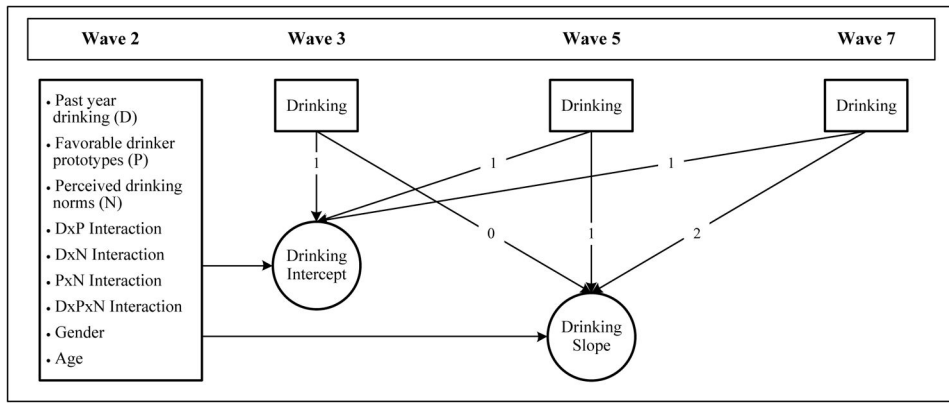 Wave 2
Wave 3
Wave 5
Wave 7
• Past year
drinking (D)
• Favorable drinker
prototypes (P)
• Perceived drinking
norms (N)
• DxP Interaction
• DxN Interaction
• PxN Interaction
• DxPxN Interaction
• Gender
• Age
Drinking
Drinking
Drinking
1
1
1
0
1
2
Drinking
Intercept
Drinking
Slope